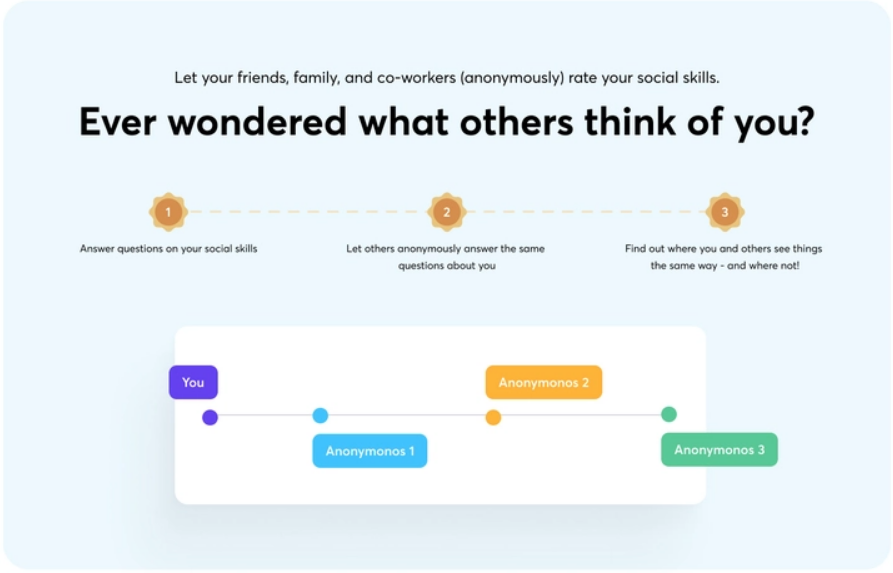 Let your friends, family, and co-workers (anonymously) rate your social skills.
Ever wondered what others think of you?
1
2
3
Answer questions on your social skills
Let others anonymously answer the same
questions about you
Find out where you and others see things
the same way - and where not!
You
Anonymonos 2
Anonymonos 1
Anonymonos 3